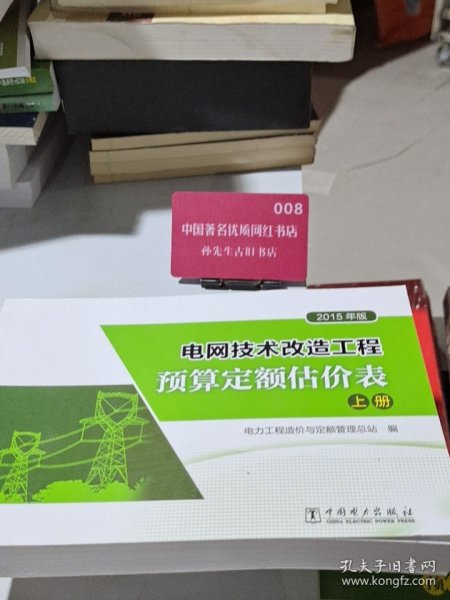 008
中国著名优质网红书店
孙先生古旧书店
2015年版
电网技术改造工程
预算定额估价表
上册
电力工程造价与定额管理总站 编
中国电力出版社
CHINA ELECTRIC POWER PRESS
孔夫子旧书网
www.kongfz.com